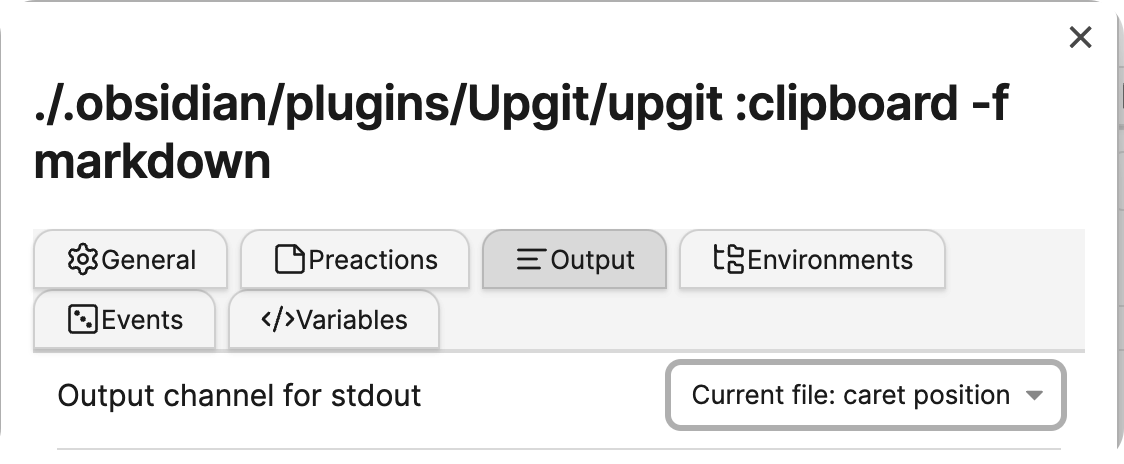 ./.obsidian/plugins/Upgit/upgit :clipboard -f
markdown
General Preactions Output Environments
Events </>Variables
Output channel for stdout Current file: caret position